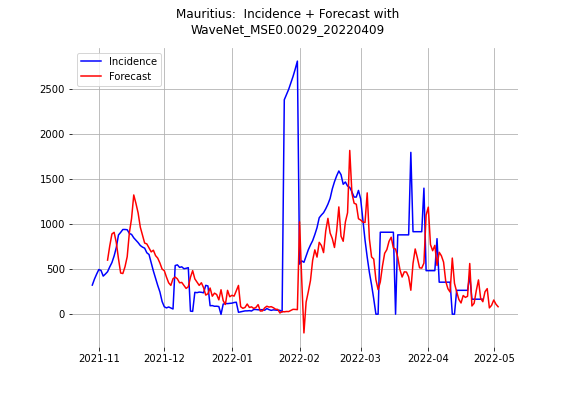 Mauritius:  Incidence + Forecast with
WaveNet_MSE0.0029_20220409
Incidence
Forecast
2500
2000
1500
1000
500
0
2021-11 2021-12 2022-01 2022-02 2022-03 2022-04 2022-05